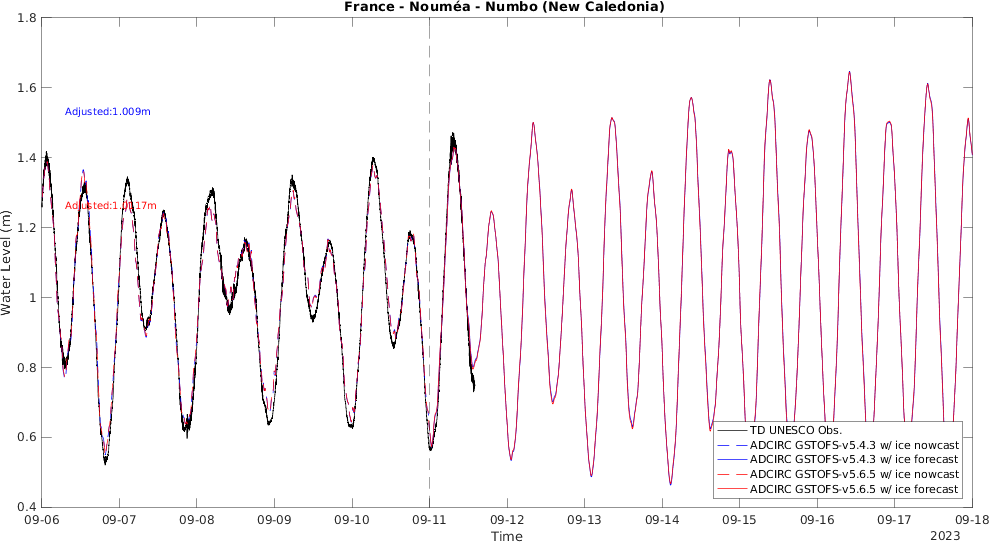 France - Nouméa - Numbo (New Caledonia)
1.8
1.6
1.4
1.2
1
0.8
0.6
0.4
Water Level (m)
Adjusted:1.009m
TD UNESCO Obs.
ADCIRC GSTOFS-v5.4.3 w/ ice nowcast
ADCIRC GSTOFS-v5.4.3 w/ ice forecast
ADCIRC GSTOFS-v5.6.5 w/ ice nowcast
ADCIRC GSTOFS-v5.6.5 w/ ice forecast
09-06 09-07 09-08 09-09 09-10 09-11 09-12 09-13 09-14 09-15 09-16 09-17 09-18
Time
2023